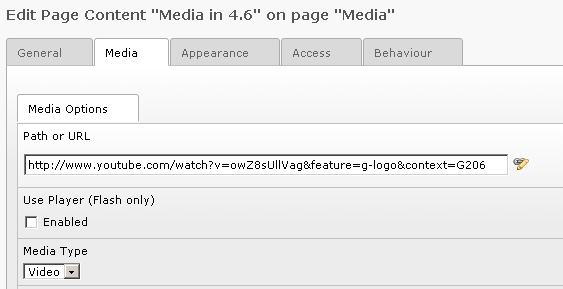 Edit Page Content "Media in 4.6" on page "Media"
General Media Appearance Access Behaviour
Media Options
Path or URL
http://www.youtube.com/watch?v=owZ8sUllVag&feature=g-logo&context=G206
Use Player (Flash only)
Enabled
Media Type
Video